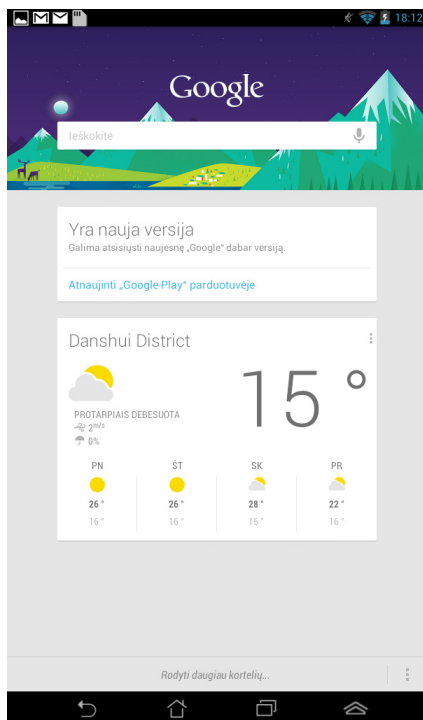 18:12
Google
Ieškokite
Yra nauja versija
Galima atsisiųsti naujesnę „Google“ dabar versiją.
Atnaujinti „Google Play“ parduotuvėje
Danshui District
15 °
PROTARPIAIS DEBESUOTA
2m/s
0%
PN ŠT SK PR
26 ° 26 ° 28 ° 22 °
16 ° 16 ° 15 ° 16 °
Rodyti daugiau kortelių...